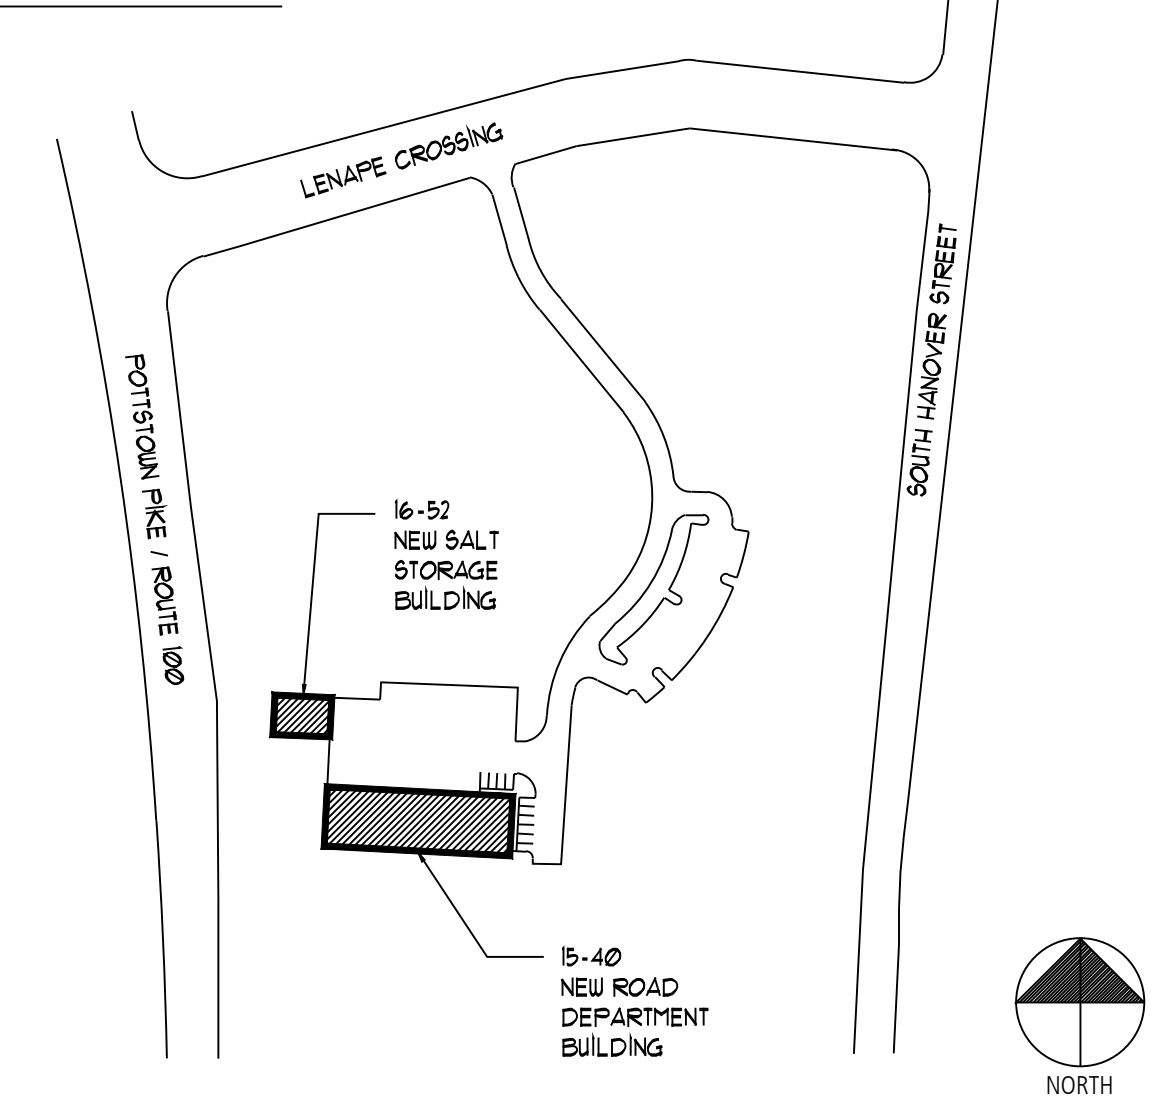 LENAPE CROSSING
SOUTH HANOVER STREET
POTTSTOWN PIKE / ROUTE 100
16-52
NEW SALT
STORAGE
BUILDING
15-40
NEW ROAD
DEPARTMENT
BUILDING
NORTH